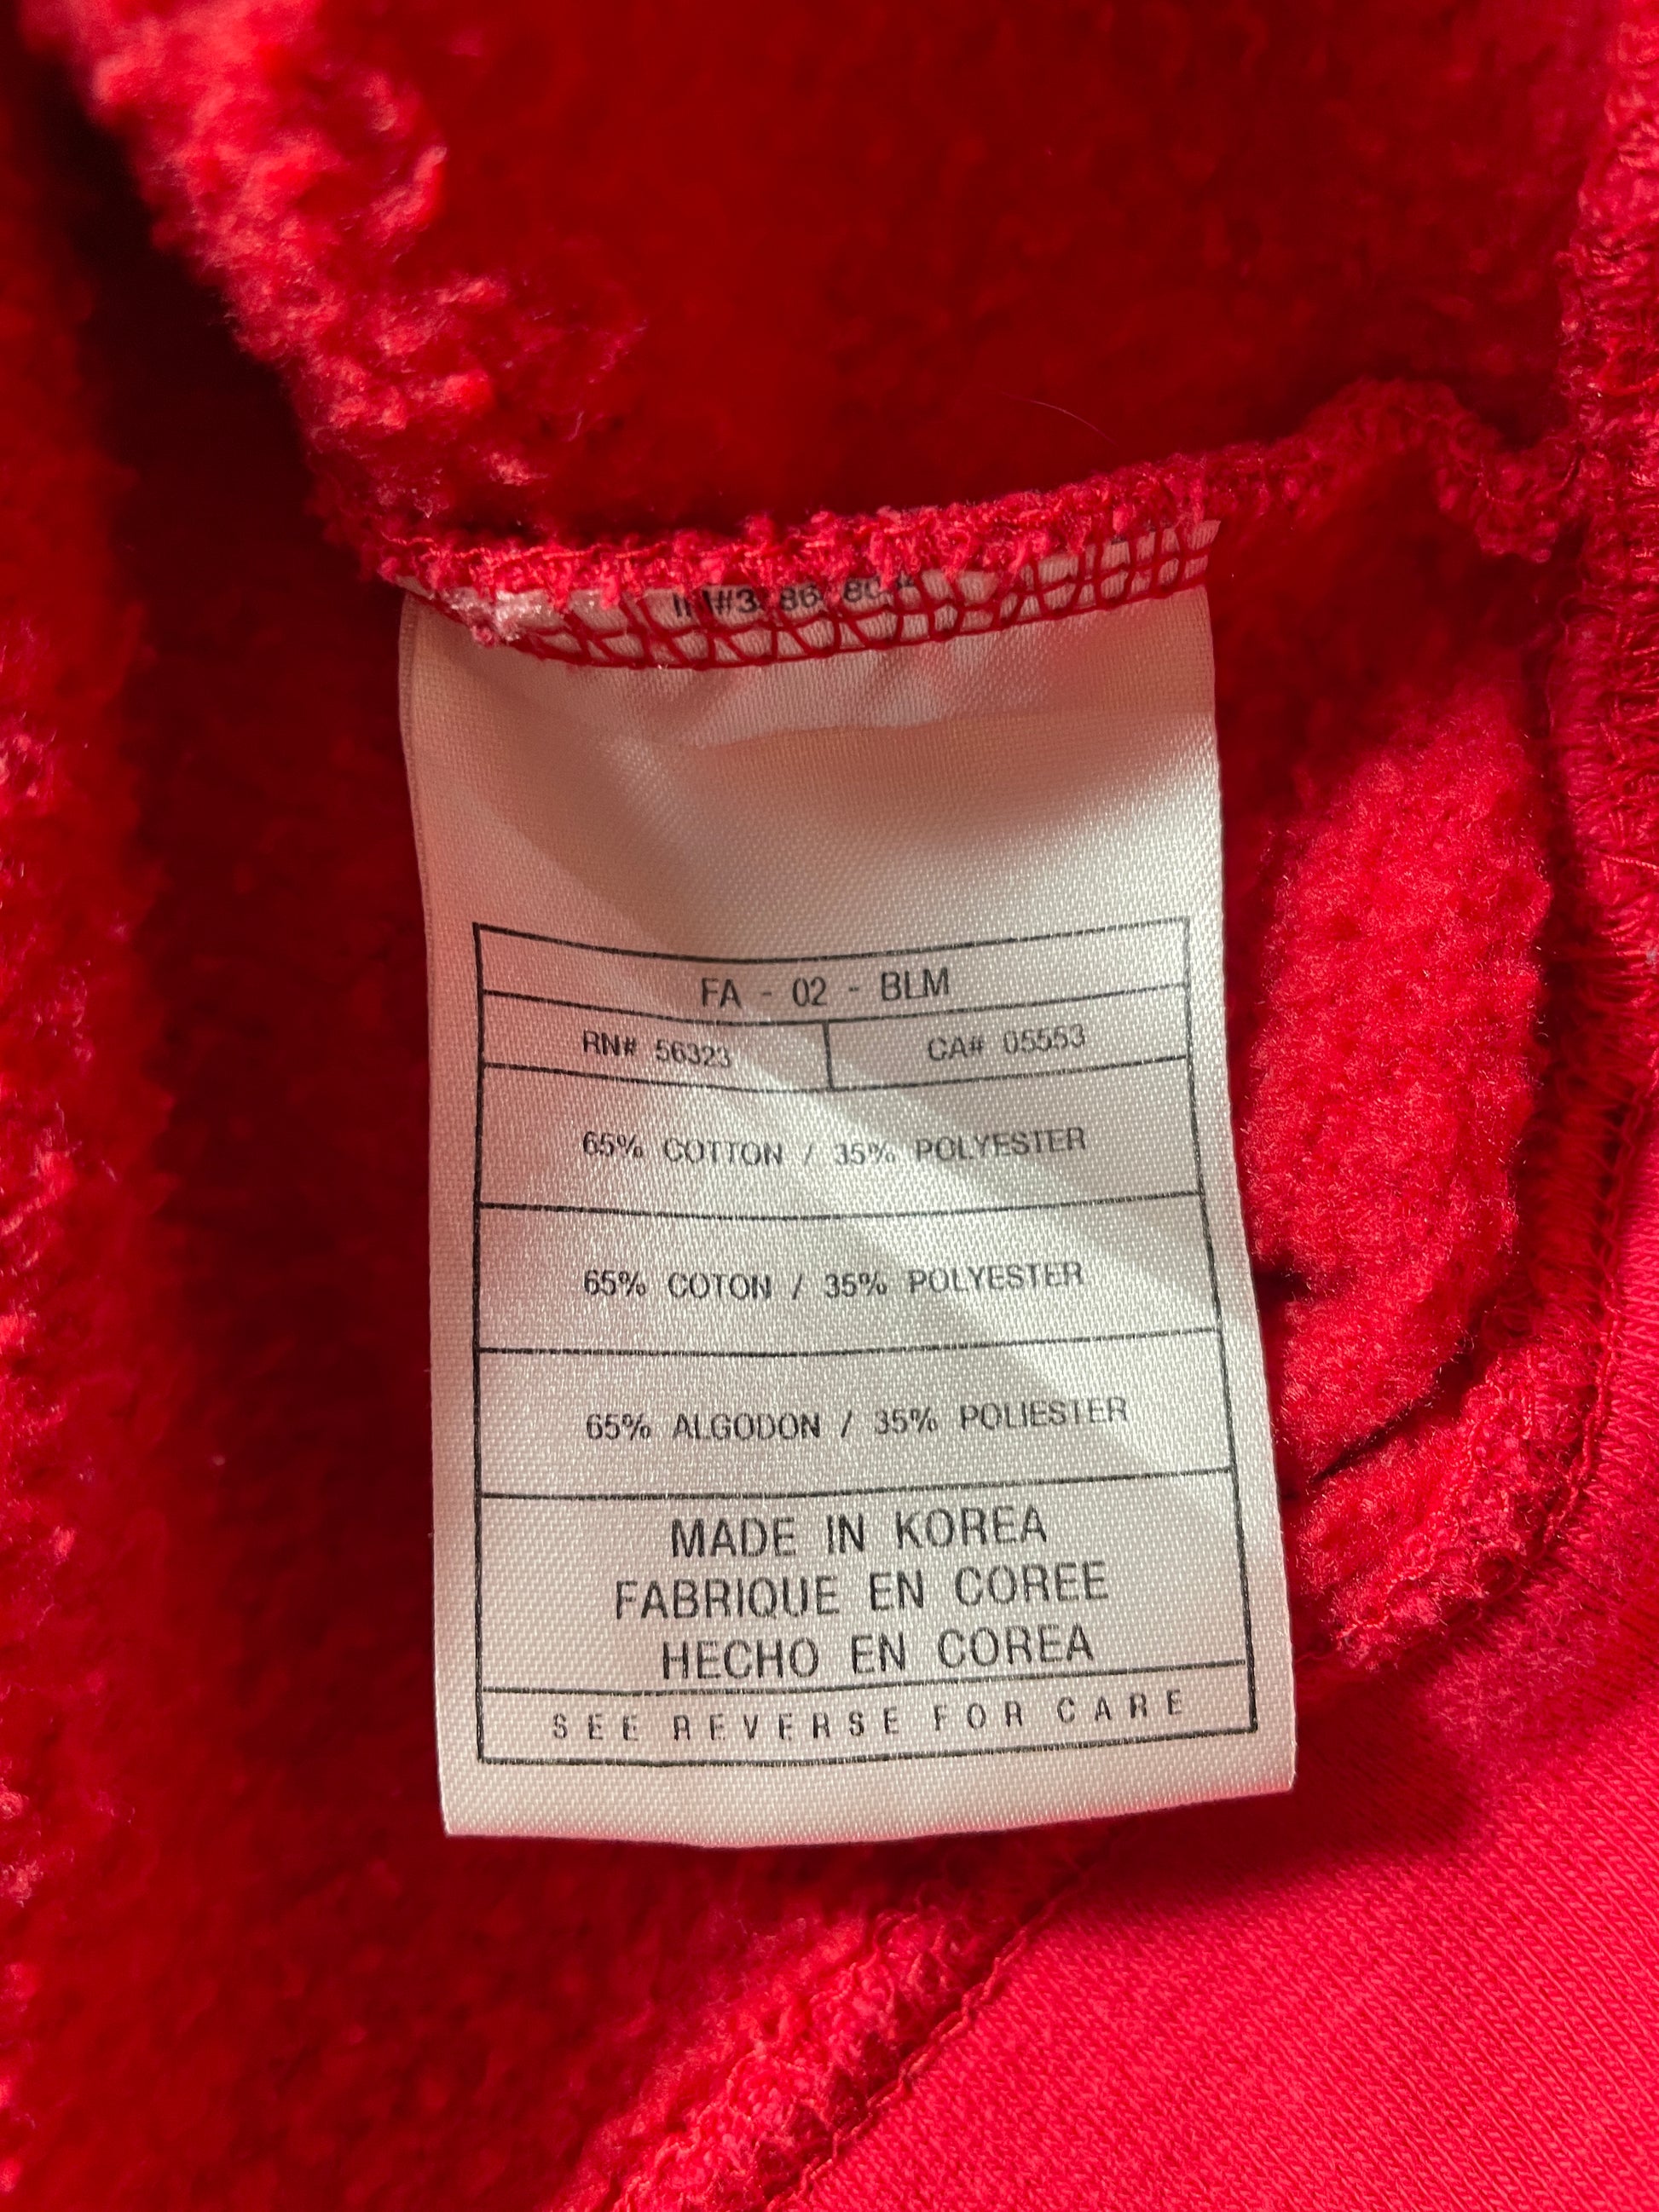 FA - 02 - BLM
RN# 56323 CA# 05553
65% COTTON / 35% POLYESTER
65% COTON / 35% POLYESTER
65% ALGODON / 35% POLIESTER
MADE IN KOREA
FABRIQUE EN COREE
HECHO EN COREA
SEE REVERSE FOR CARE